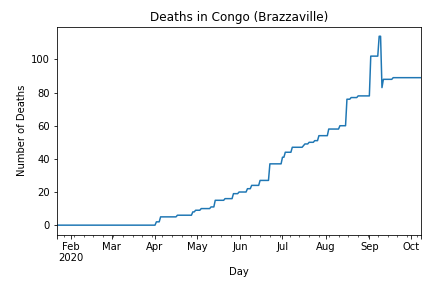 Deaths in Congo (Brazzaville)
Number of Deaths
100
80
60
40
20
0
Feb Mar Apr May Jun Jul Aug Sep Oct
2020
Day